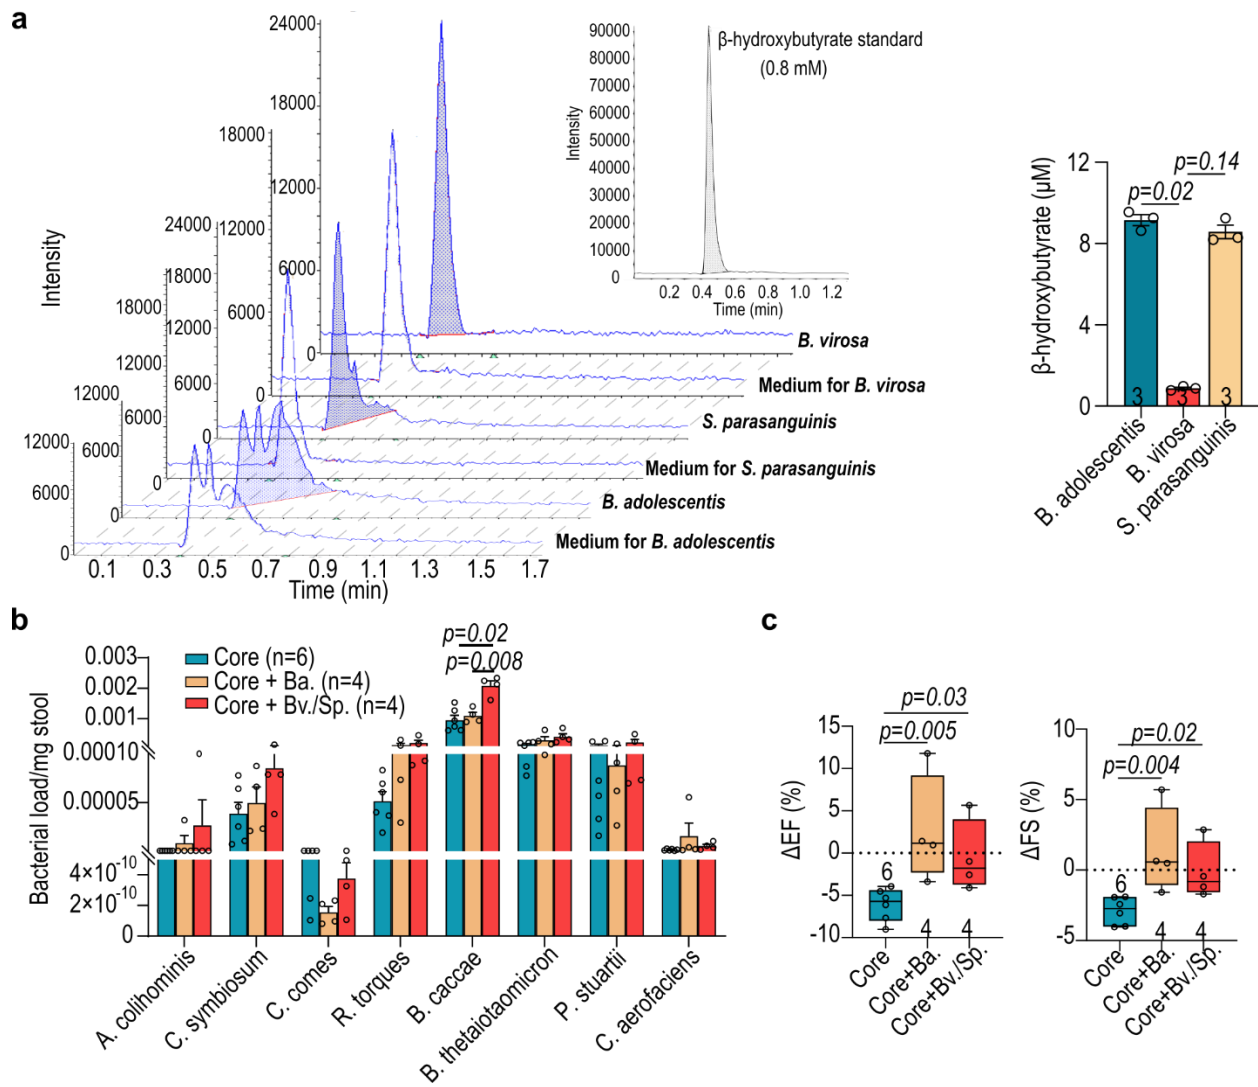 a
24000
18000
12000
6000
0
18000
12000
6000
0
24000
18000
12000
6000
0
12000
6000
0
18000
12000
6000
0
12000
6000
0
Intensity
0.1 0.3 0.5 0.7 0.9 1.1 1.3 1.5 1.7
Time (min)
B. virosa
Medium for B. virosa
S. parasanguinis
Medium for S. parasanguinis
B. adolescentis
Medium for B. adolescentis
β-hydroxybutyrate standard
(0.8 mM)
Intensity
90000
80000
70000
60000
50000
40000
30000
20000
10000
0
0.2 0.4 0.6 0.8 1.0 1.2
Time (min)
β-hydroxybutyrate (μM)
12
8
4
0
p=0.14
p=0.02
3 3 3
B. adolescentis
B. virosa
S. parasanguinis
b
Bacterial load/mg stool
0.003
0.002
0.001
0.00010
0.00005
4×10⁻¹⁰
2×10⁻¹⁰
0
Core (n=6)
Core + Ba. (n=4)
Core + Bv./Sp. (n=4)
p=0.02
p=0.008
A. colihominis
C. symbiosum
C. comes
R. torques
B. caccae
B. thetaiotaomicron
P. stuartii
C. aerofaciens
c
ΔEF (%)
15
10
5
0
-5
-10
p=0.03
p=0.005
6
4 4
Core
Core+Ba.
Core+Bv./Sp.
ΔFS (%)
10
5
0
-5
p=0.02
p=0.004
6
4 4
Core
Core+Ba.
Core+Bv./Sp.